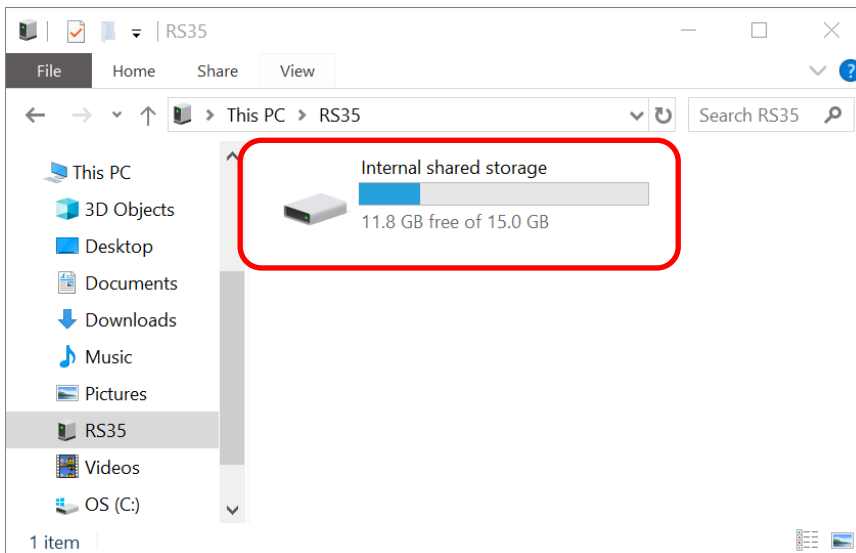 RS35
File Home Share View
This PC > RS35
Search RS35
This PC
3D Objects
Desktop
Documents
Downloads
Music
Pictures
RS35
Videos
OS (C:)
Internal shared storage
11.8 GB free of 15.0 GB
1 item